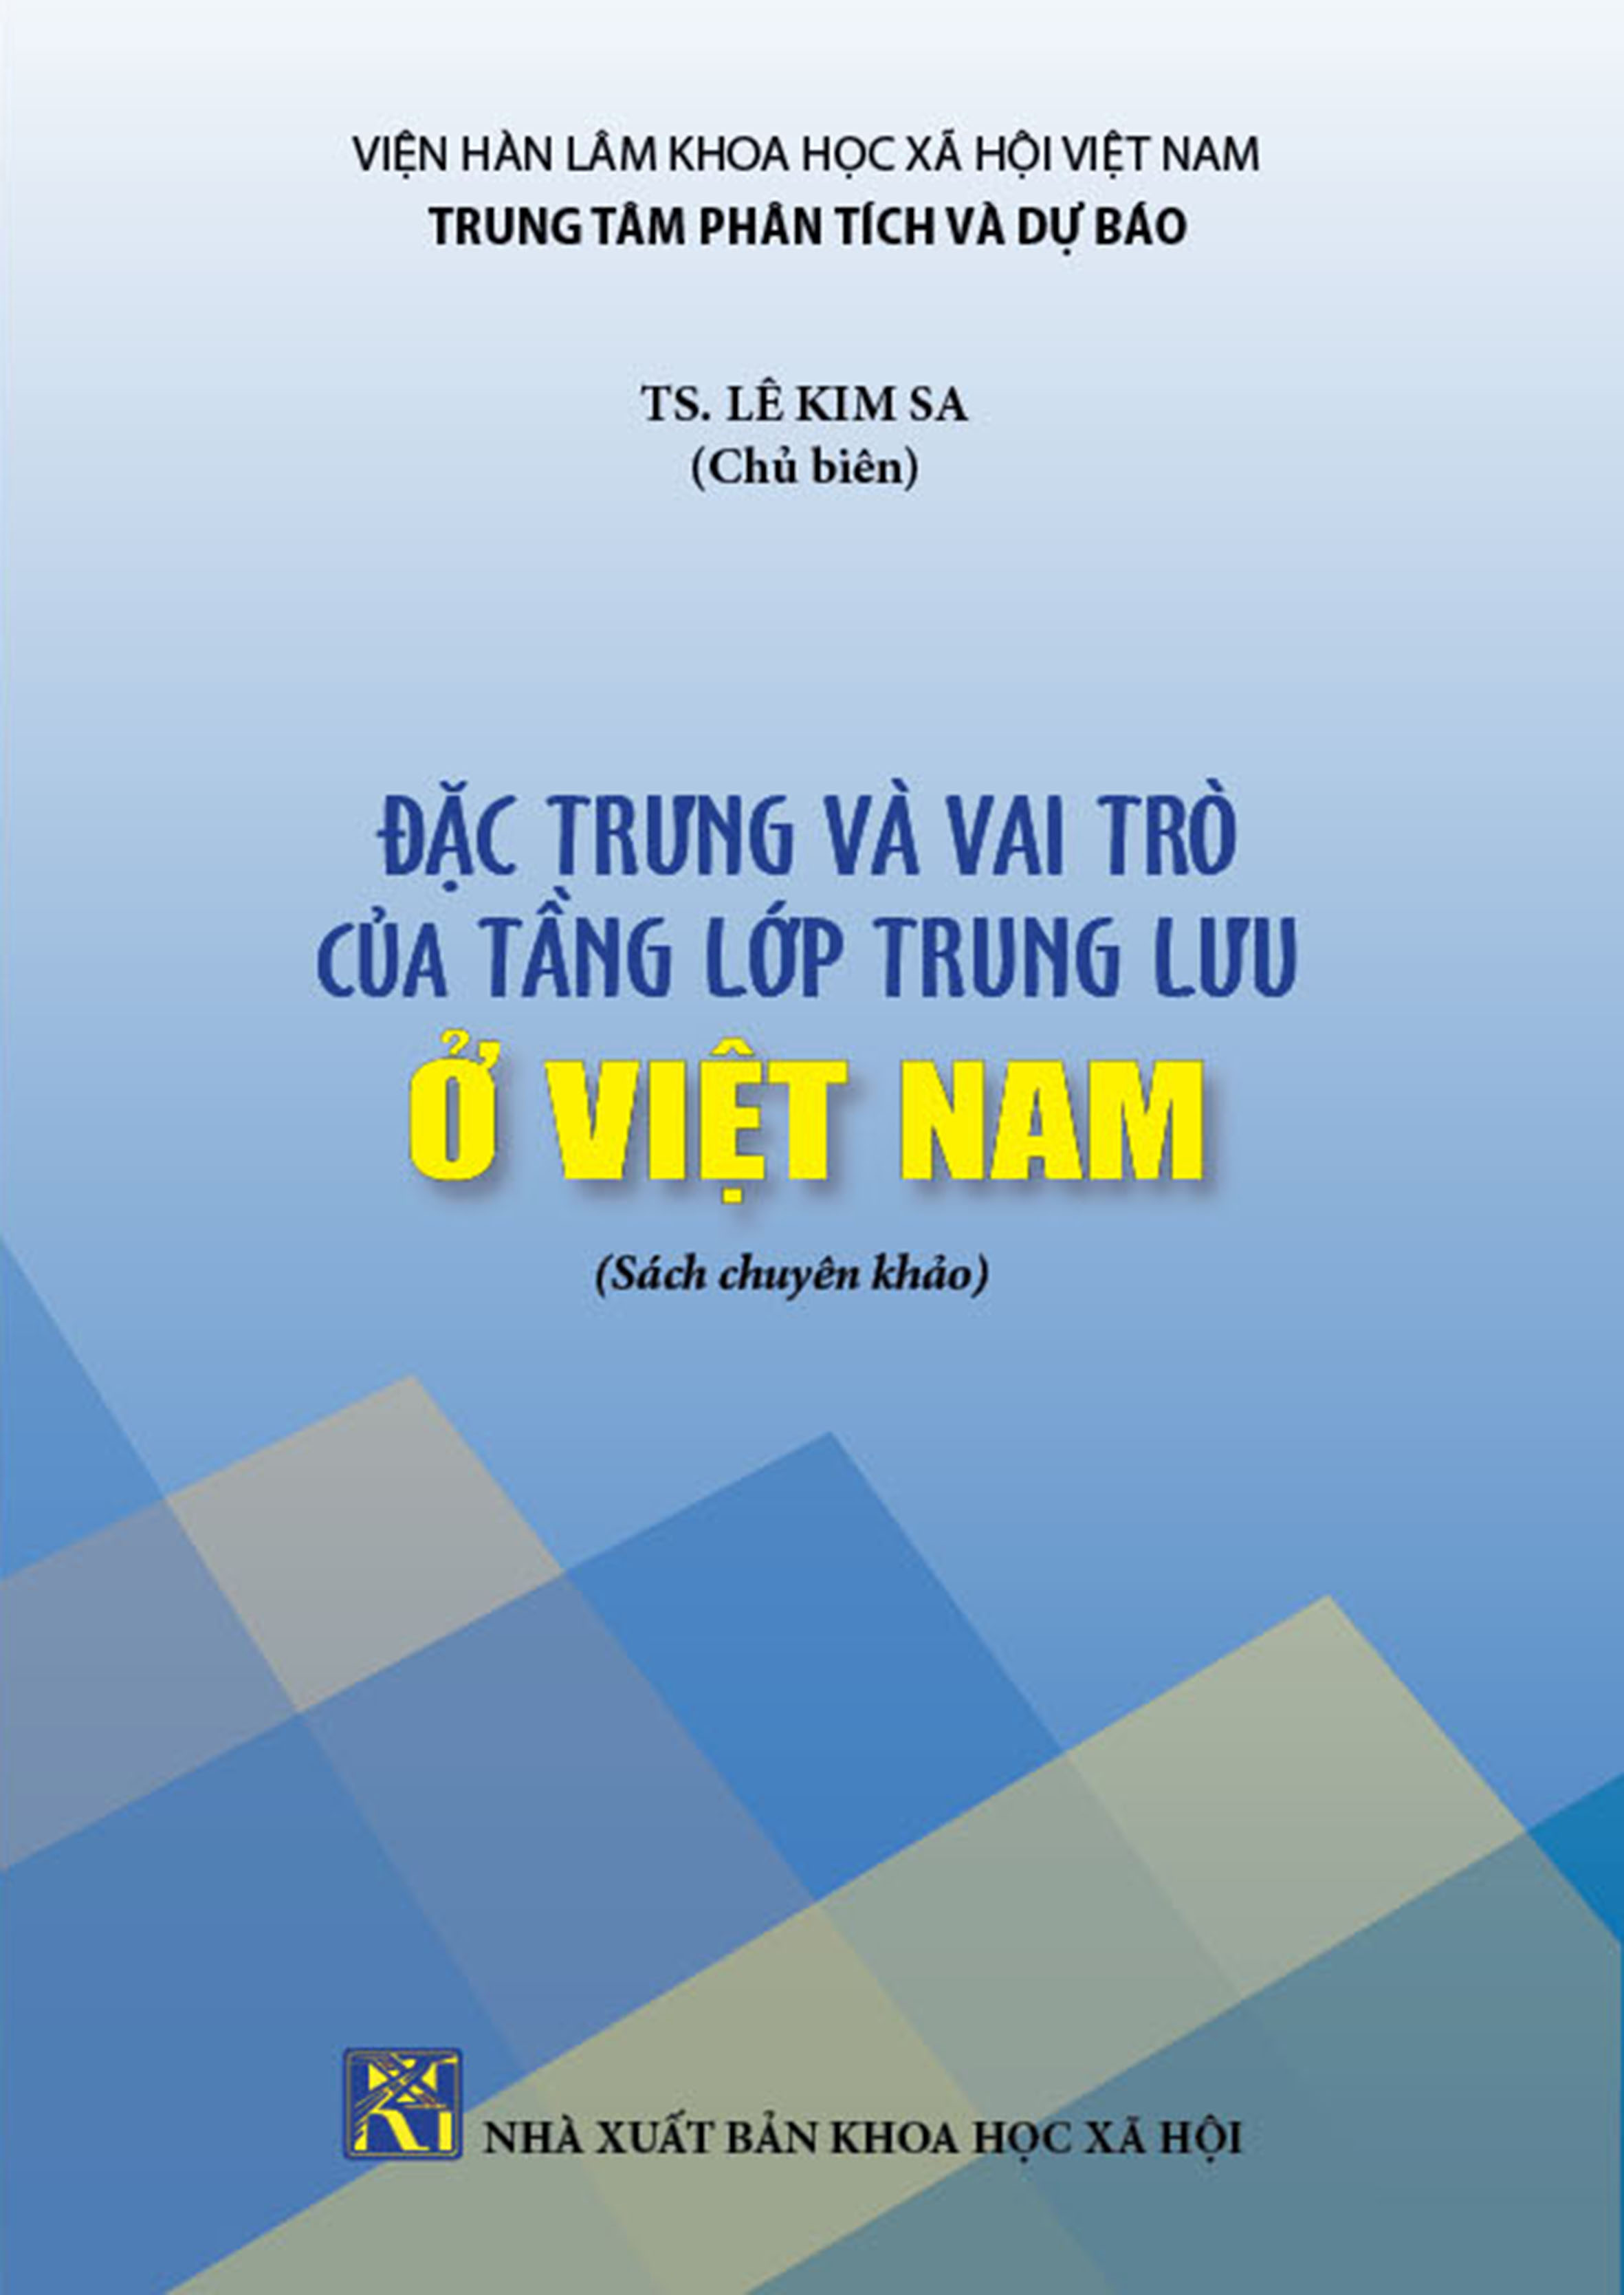 VIỆN HÀN LÂM KHOA HỌC XÃ HỘI VIỆT NAM
TRUNG TÂM PHÂN TÍCH VÀ DỰ BÁO
TS. LÊ KIM SA
(Chủ biên)
ĐẶC TRƯNG VÀ VAI TRÒ
CỦA TẦNG LỚP TRUNG LƯU
Ở VIỆT NAM
(Sách chuyên khảo)
NHÀ XUẤT BẢN KHOA HỌC XÃ HỘI